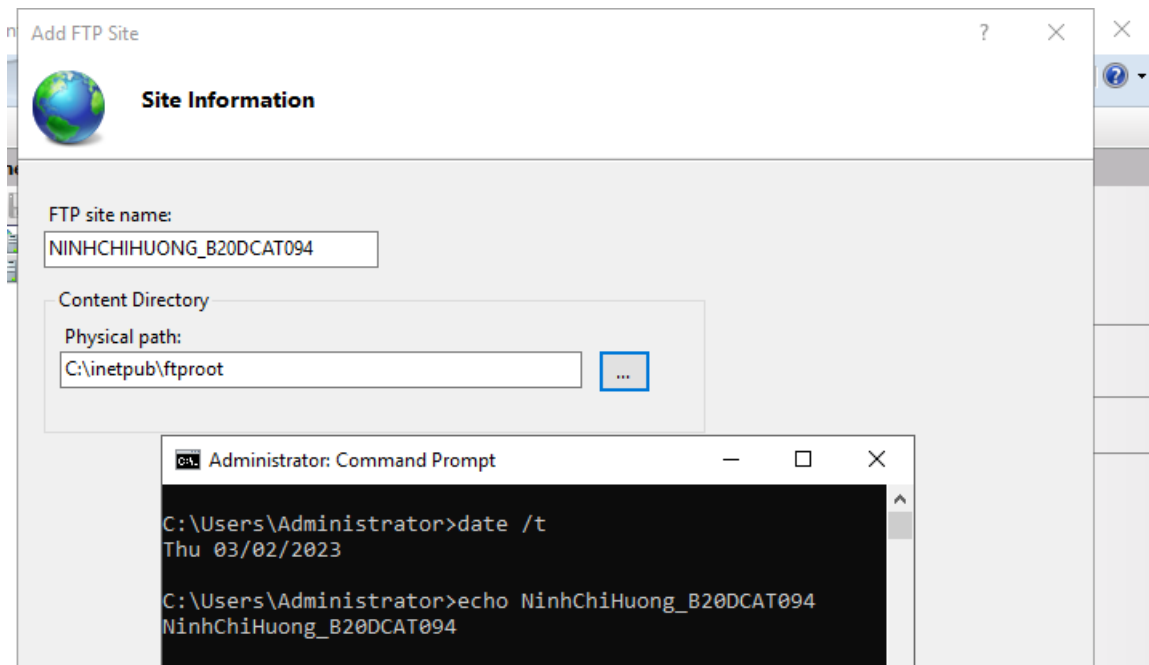 Add FTP Site
?
Site Information
FTP site name:
NINHCHIHUONG_B20DCAT094
Content Directory
Physical path:
C:\inetpub\ftproot
...
Administrator: Command Prompt
C:\Users\Administrator>date /t
Thu 03/02/2023
C:\Users\Administrator>echo NinhChiHuong_B20DCAT094
NinhChiHuong_B20DCAT094